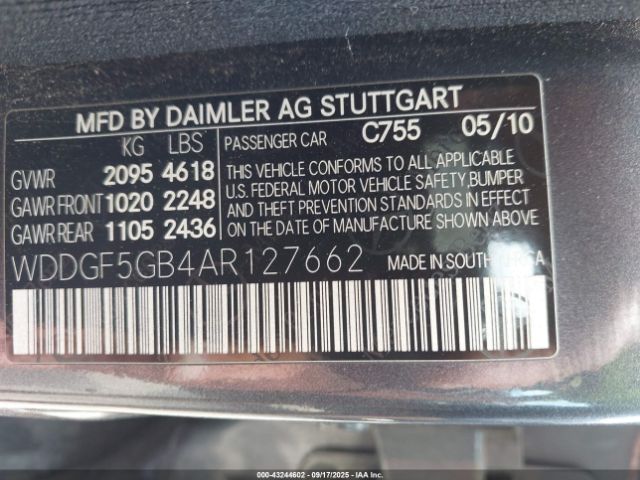 MFD BY DAIMLER AG STUTTGART
KG LBS PASSENGER CAR C755 05/10
GVWR 2095 4618
GAWR FRONT 1020 2248
GAWR REAR 1105 2436
THIS VEHICLE CONFORMS TO ALL APPLICABLE
U.S. FEDERAL MOTOR VEHICLE SAFETY, BUMPER
AND THEFT PREVENTION STANDARDS IN EFFECT
ON THE DATE OF MANUFACTURE SHOWN ABOVE
WDDGF5GB4AR127662 MADE IN SOUTH AFRICA
00-43244602 - 09/17/2025 - IAA Inc.